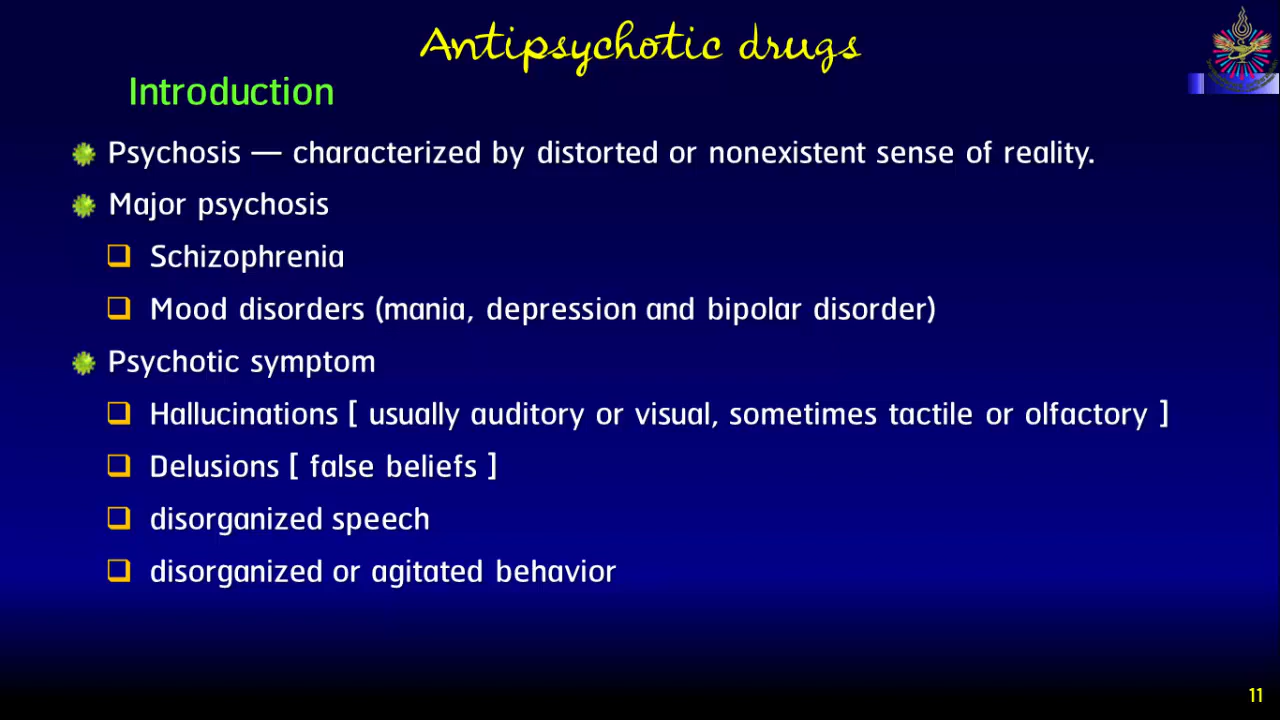 Antipsychotic drugs
Introduction
Psychosis — characterized by distorted or nonexistent sense of reality.
Major psychosis
Schizophrenia
Mood disorders (mania, depression and bipolar disorder)
Psychotic symptom
Hallucinations [ usually auditory or visual, sometimes tactile or olfactory ]
Delusions [ false beliefs ]
disorganized speech
disorganized or agitated behavior
11